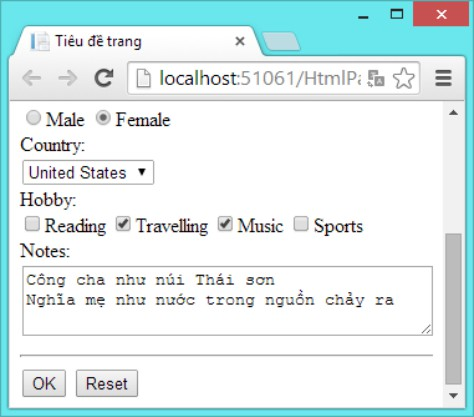 Tiêu đề trang
localhost:51061/HtmlPa
Male Female
Country:
United States
Hobby:
Reading Travelling Music Sports
Notes:
Công cha như núi Thái sơn
Nghĩa mẹ như nước trong nguồn chảy ra
OK Reset